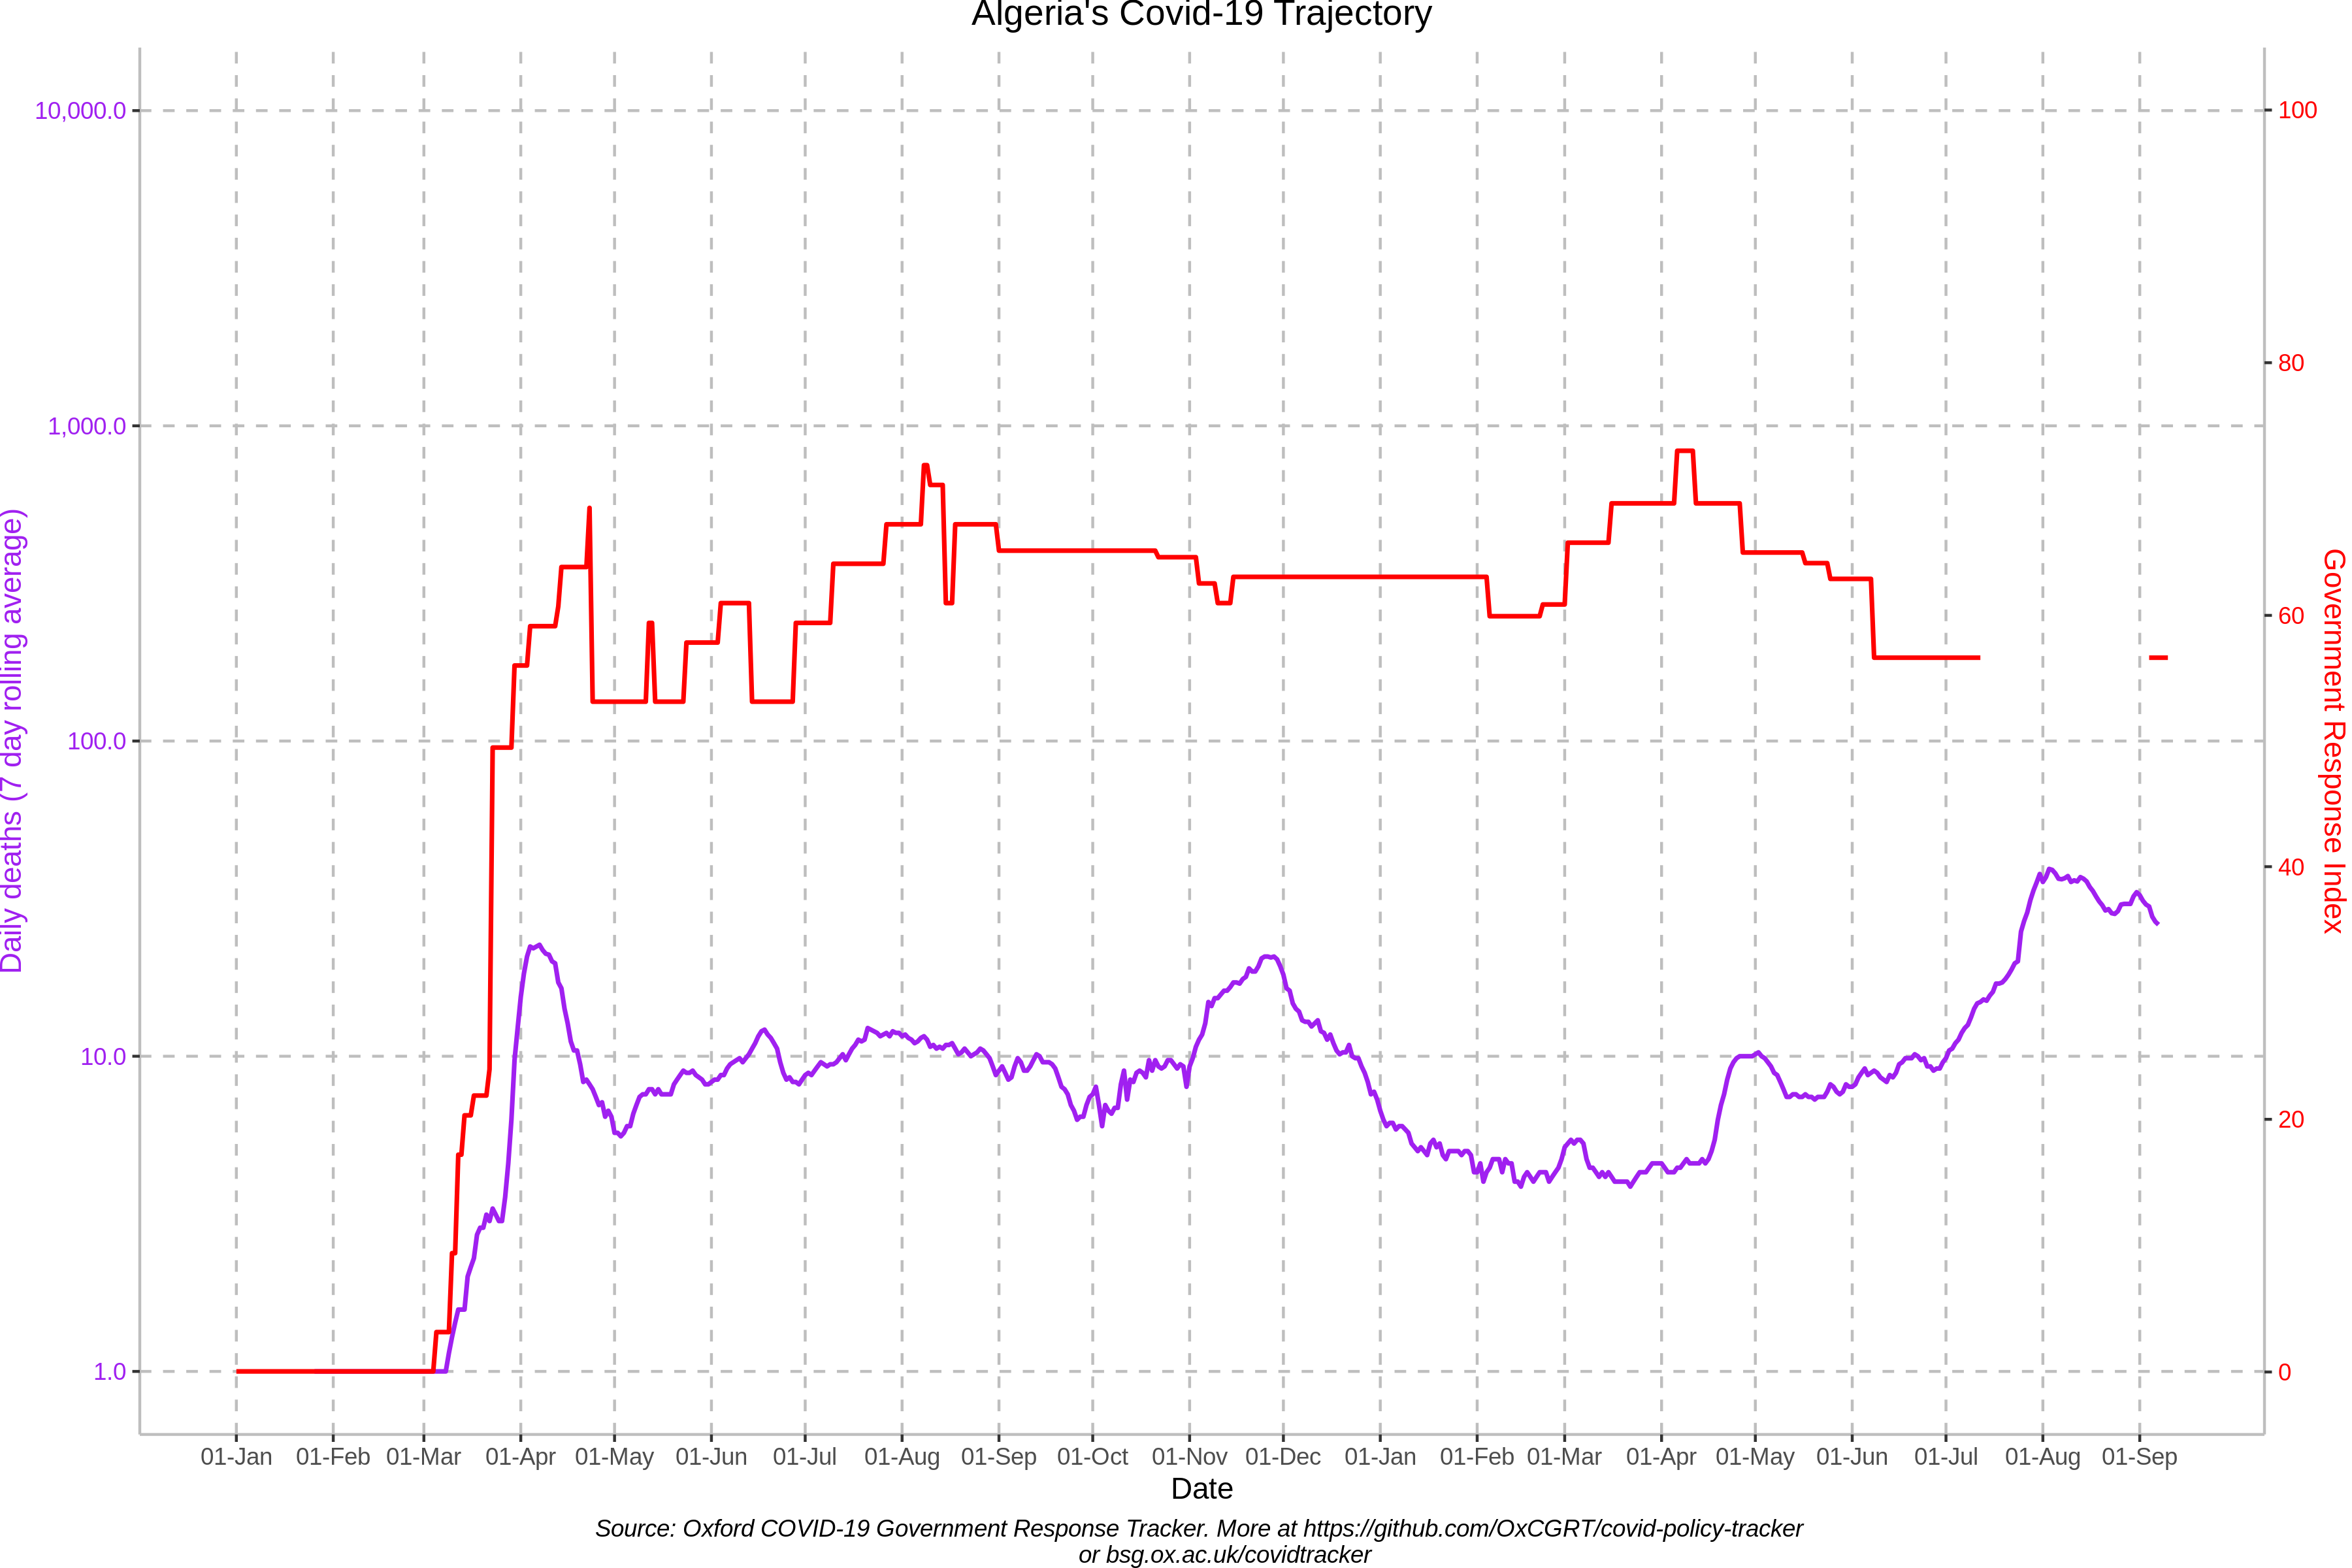 Algeria's Covid-19 Trajectory
10,000.0
1,000.0
100.0
10.0
1.0
Daily deaths (7 day rolling average)
100
80
60
40
20
0
Government Response Index
01-Jan 01-Feb 01-Mar 01-Apr 01-May 01-Jun 01-Jul 01-Aug 01-Sep 01-Oct 01-Nov 01-Dec 01-Jan 01-Feb 01-Mar 01-Apr 01-May 01-Jun 01-Jul 01-Aug 01-Sep
Date
Source: Oxford COVID-19 Government Response Tracker. More at https://github.com/OxCGRT/covid-policy-tracker
or bsg.ox.ac.uk/covidtracker